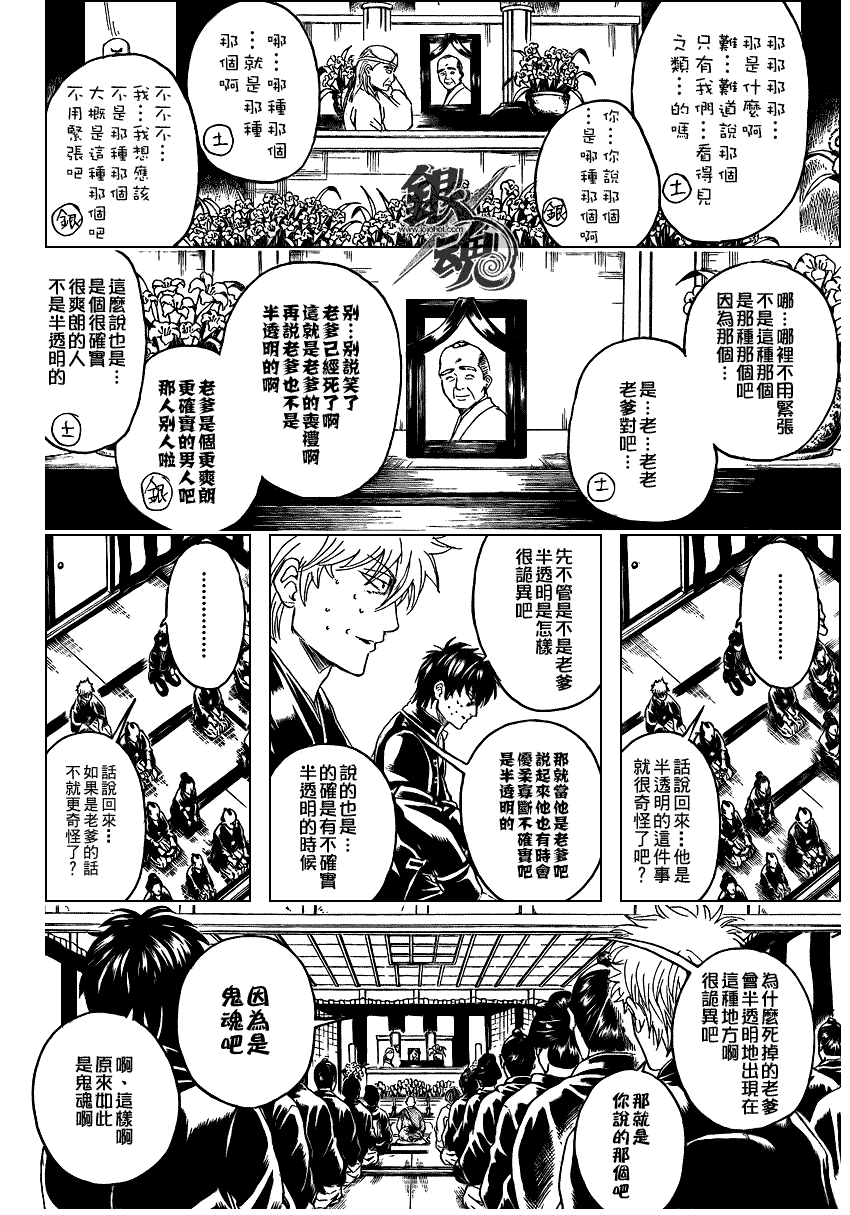 那那那那…
那是什麼啊
難…難道說那個
只有我們…看得見
之類…的嗎
土
你…你說那個
…是哪種那個啊
銀
哪…哪種那個
…就是那種
那個啊
土
不不不…
我…我想應該
不是那種那個
大概是這種那個吧
不用緊張吧
銀
銀魂
www.jojohot.com
哪…哪裡不用緊張
不是這種那個
是那種那個吧
因為那個…
是…老…老老
老爹對吧…
土
別…別說笑了
老爹已經死了啊
這就是老爹的喪禮啊
再說老爹也不是
半透明的啊
老爹是個更爽朗
更確實的男人吧
那人別人啦
銀
這麼說也是…
是個很確實
很爽朗的人
不是半透明的
土
…………
話說回來…他是
半透明的這件事
就很奇怪了吧?
先不管是不是老爹
半透明是怎樣
很詭異吧
那就當他是老爹吧
說起來他也有時會
優柔寡斷不確實吧
是半透明的
說的也是…
的確是有不確實
半透明的時候
…………
話說回來…
如果是老爹的話
不就更奇怪了?
為什麼死掉的老爹
會半透明地出現在
這種地方啊
很詭異吧
那就是
你說的那個吧
因為是
鬼魂吧
啊、這樣啊
原來如此
是鬼魂啊